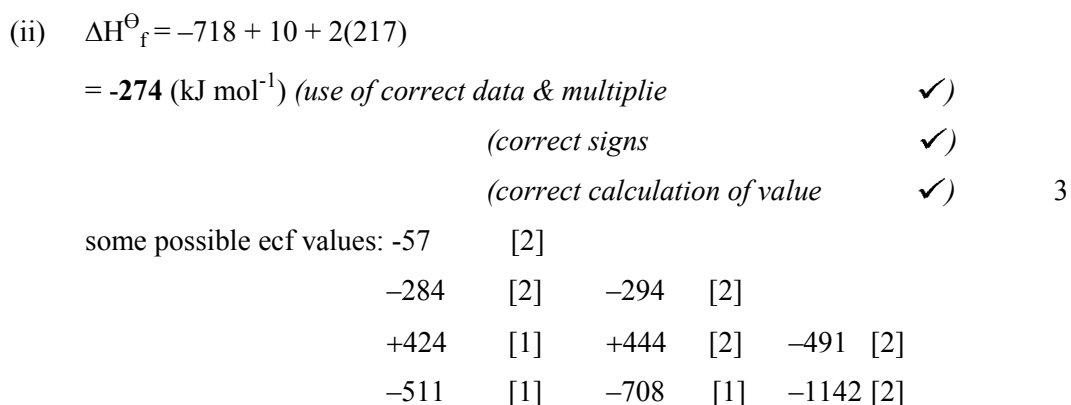 (ii) ΔH⊖f = –718 + 10 + 2(217)
= -274 (kJ mol-1) (use of correct data & multiplie ✓)
(correct signs ✓)
(correct calculation of value ✓) 3
some possible ecf values: -57 [2]
–284 [2] –294 [2]
+424 [1] +444 [2] –491 [2]
–511 [1] –708 [1] –1142 [2]